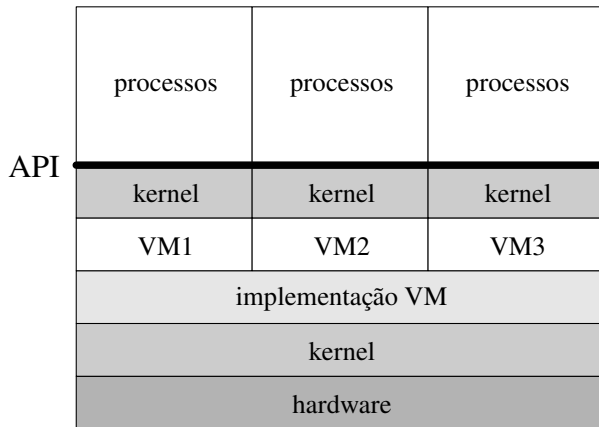 processos processos processos
API
kernel kernel kernel
VM1 VM2 VM3
implementação VM
kernel
hardware